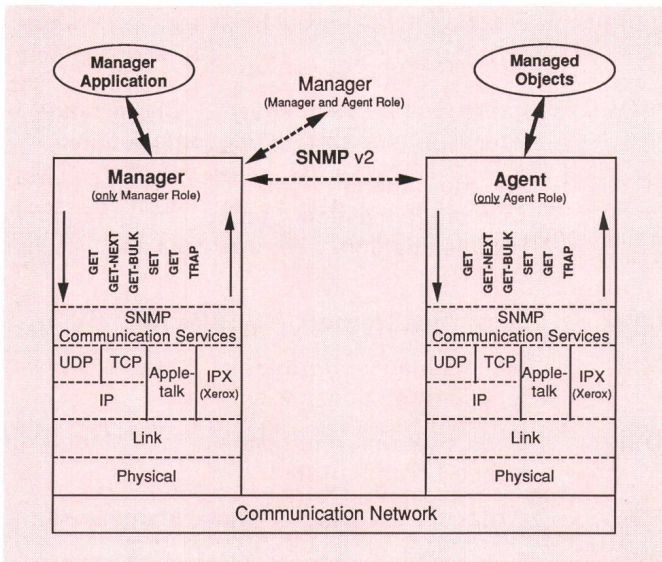 Manager
Application
Managed
Objects
Manager
(Manager and Agent Role)
SNMP v2
Manager
(only Manager Role)
GET
GET-NEXT
GET-BULK
SET
GET
TRAP
SNMP
Communication Services
UDP
TCP
IP
Apple-
talk
IPX
(Xerox)
Link
Physical
Agent
(only Agent Role)
GET
GET-NEXT
GET-BULK
SET
GET
TRAP
SNMP
Communication Services
UDP
TCP
IP
Apple-
talk
IPX
(Xerox)
Link
Physical
Communication Network